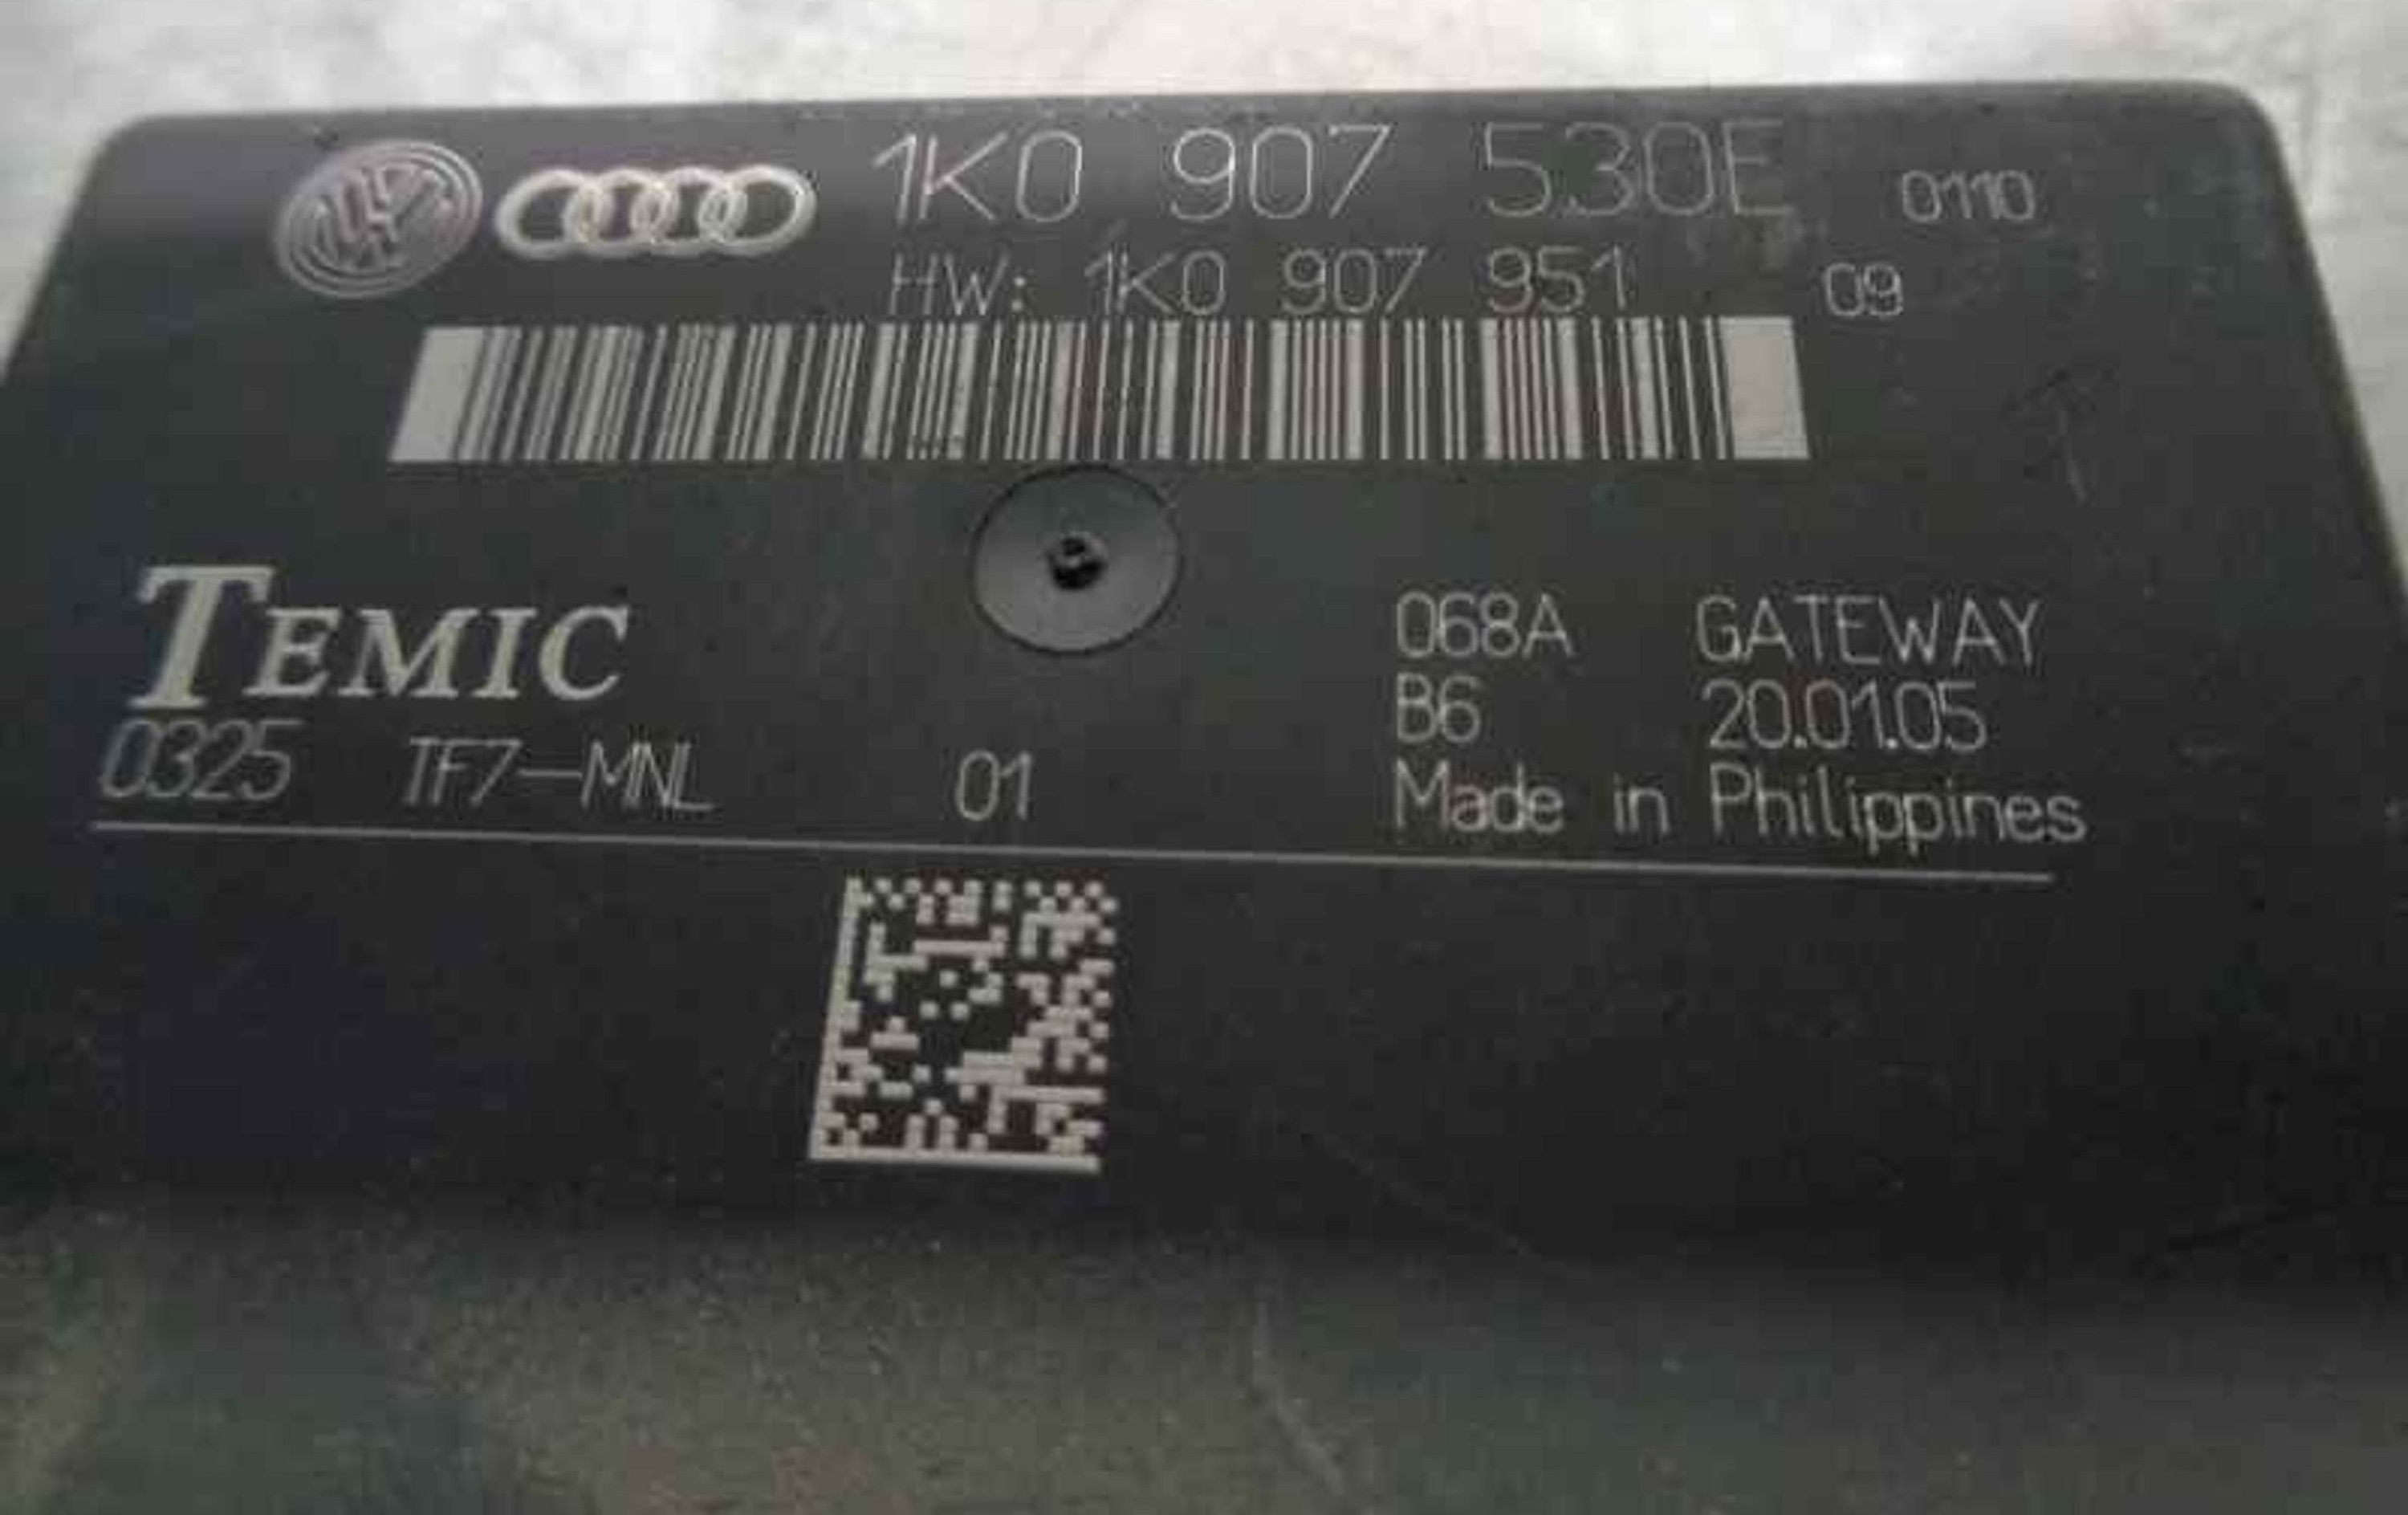 1K0 907 530E 0110
HW: 1K0 907 951 09
TEMIC
068A GATEWAY
B6 20.01.05
0325 TF7-MNL 01
Made in Philippines